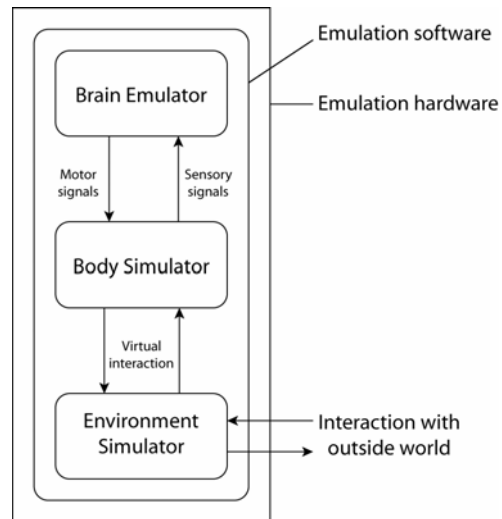 Emulation software
Brain Emulator
Emulation hardware
Motor
signals
Sensory
signals
Body Simulator
Virtual
interaction
Environment
Simulator
Interaction with
outside world